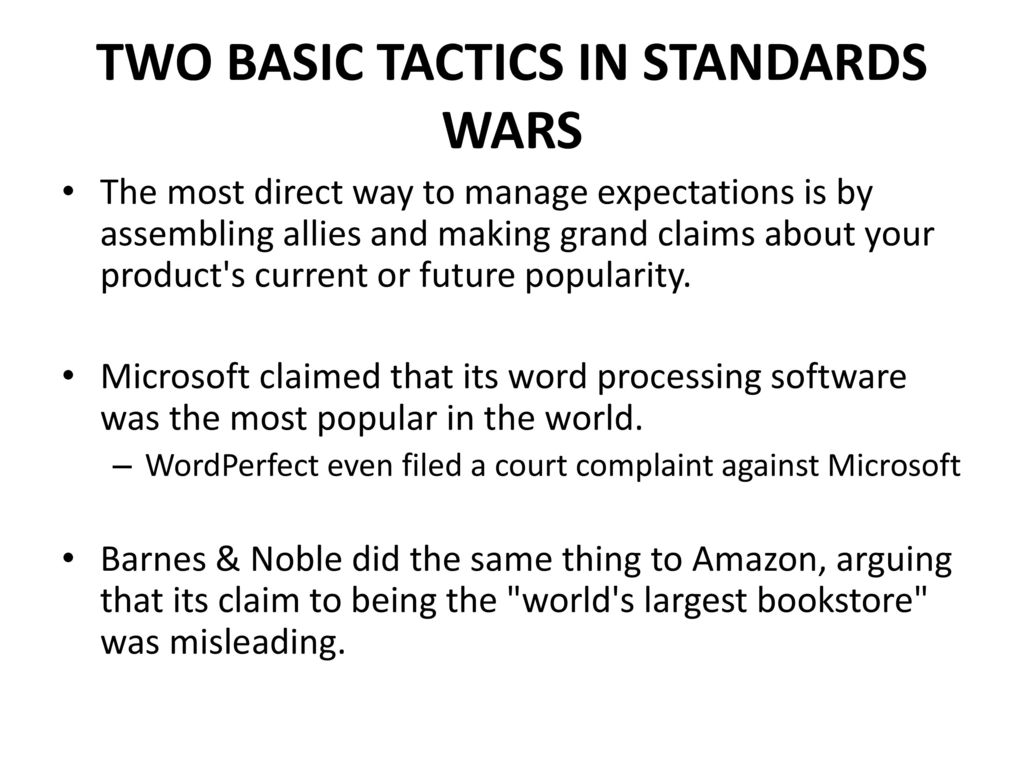 TWO BASIC TACTICS IN STANDARDS
WARS
• The most direct way to manage expectations is by
assembling allies and making grand claims about your
product's current or future popularity.
• Microsoft claimed that its word processing software
was the most popular in the world.
– WordPerfect even filed a court complaint against Microsoft
• Barnes & Noble did the same thing to Amazon, arguing
that its claim to being the "world's largest bookstore"
was misleading.